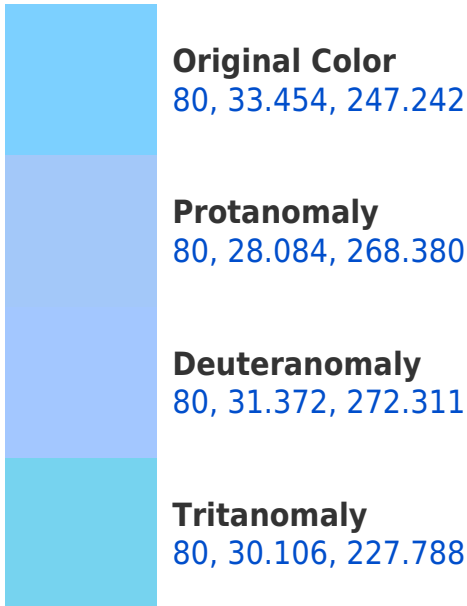 Original Color
80, 33.454, 247.242
Protanomaly
80, 28.084, 268.380
Deuteranomaly
80, 31.372, 272.311
Tritanomaly
80, 30.106, 227.788